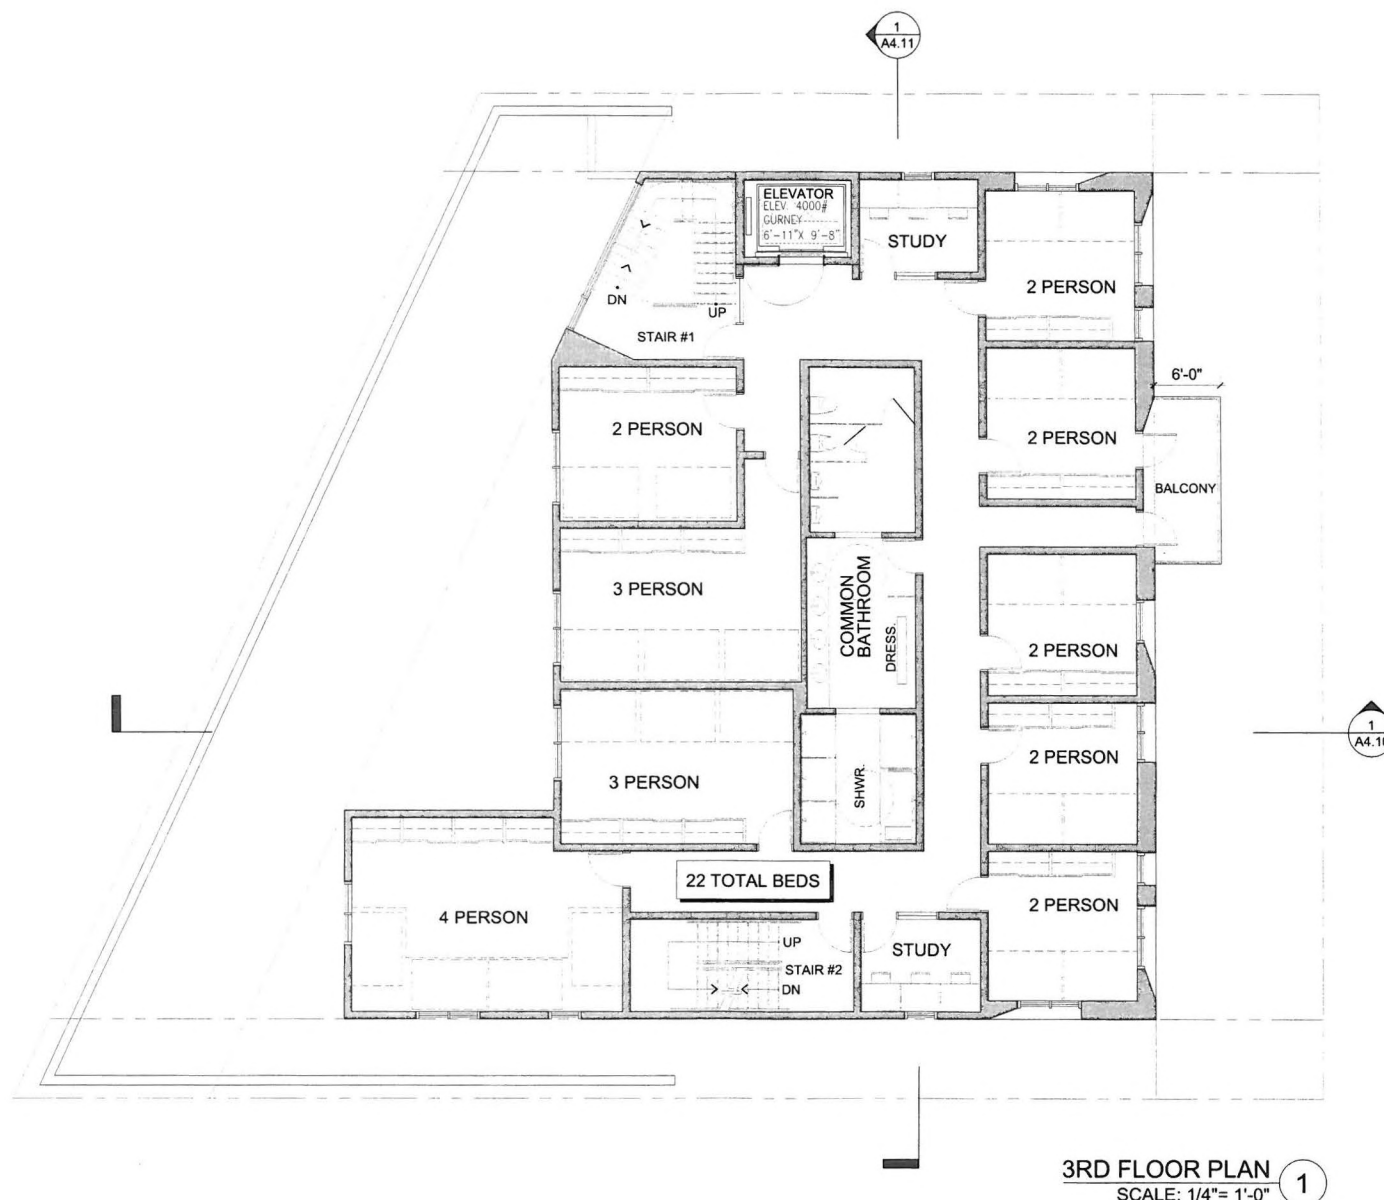 1
A4.11
ELEVATOR
ELEV. 4000#
GURNEY
6'-11"X 9'-8"
STUDY
2 PERSON
DN
UP
STAIR #1
6'-0"
2 PERSON
2 PERSON
BALCONY
3 PERSON
COMMON
BATHROOM
DRESS.
2 PERSON
1
A4.10
2 PERSON
3 PERSON
SHWR.
22 TOTAL BEDS
2 PERSON
4 PERSON
UP
STUDY
STAIR #2
DN
3RD FLOOR PLAN
1
SCALE: 1/4"= 1'-0"